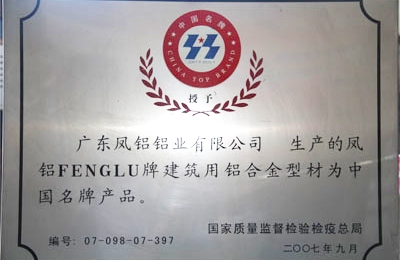 中国名牌
CHINA TOP BRAND
授予
广东凤铝铝业有限公司 生产的凤
铝FENGLU牌建筑用铝合金型材为中
国名牌产品。
国家质量监督检验检疫总局
编号: 07-098-07-397
二〇〇七年九月